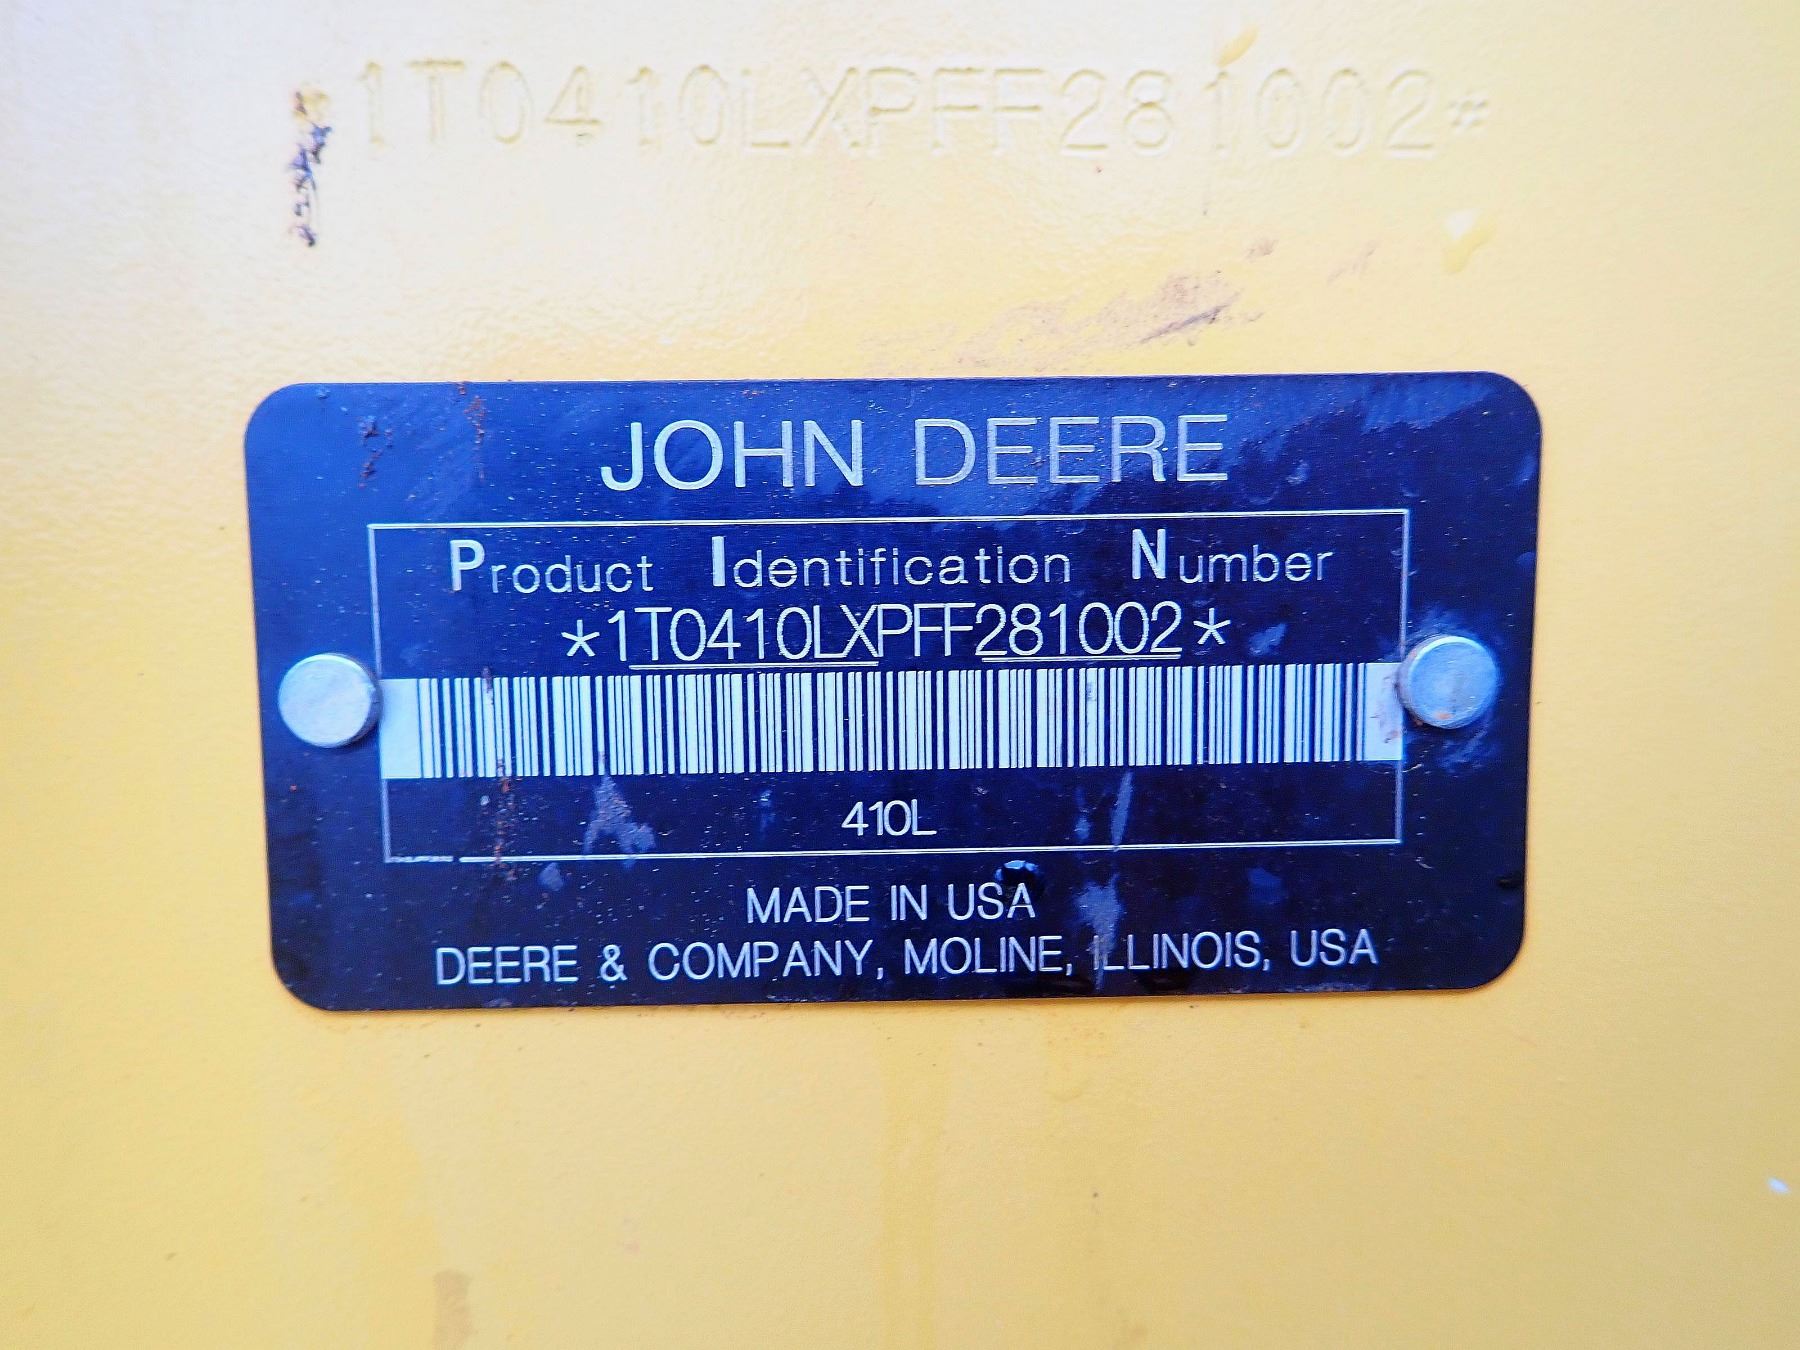 *1T0410LXPFF281002*
JOHN DEERE
Product Identification Number
*1T0410LXPFF281002*
410L
MADE IN USA
DEERE & COMPANY, MOLINE, ILLINOIS, USA